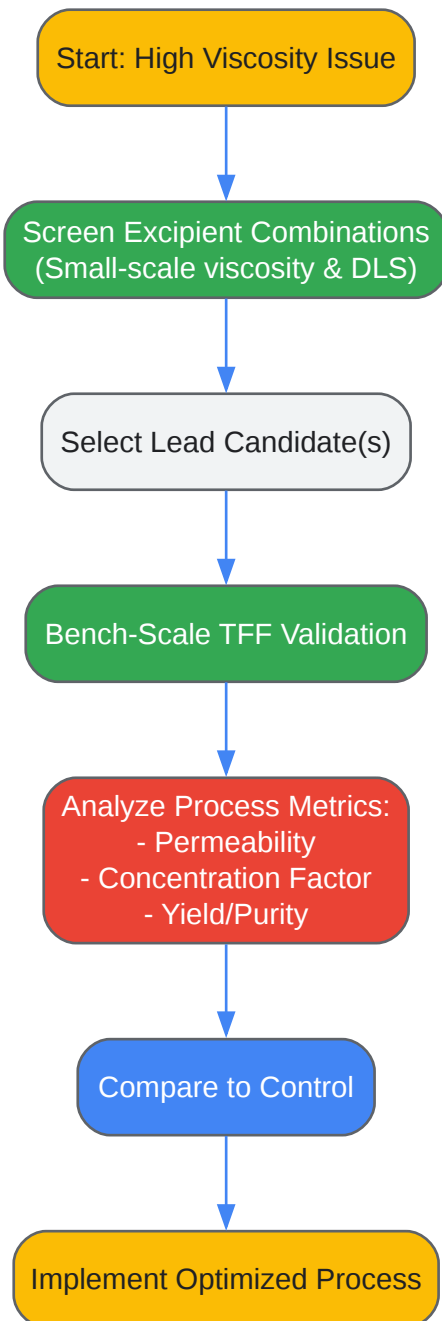 Start: High Viscosity Issue
Screen Excipient Combinations
(Small-scale viscosity & DLS)
Select Lead Candidate(s)
Bench-Scale TFF Validation
Analyze Process Metrics:
- Permeability
- Concentration Factor
- Yield/Purity
Compare to Control
Implement Optimized Process